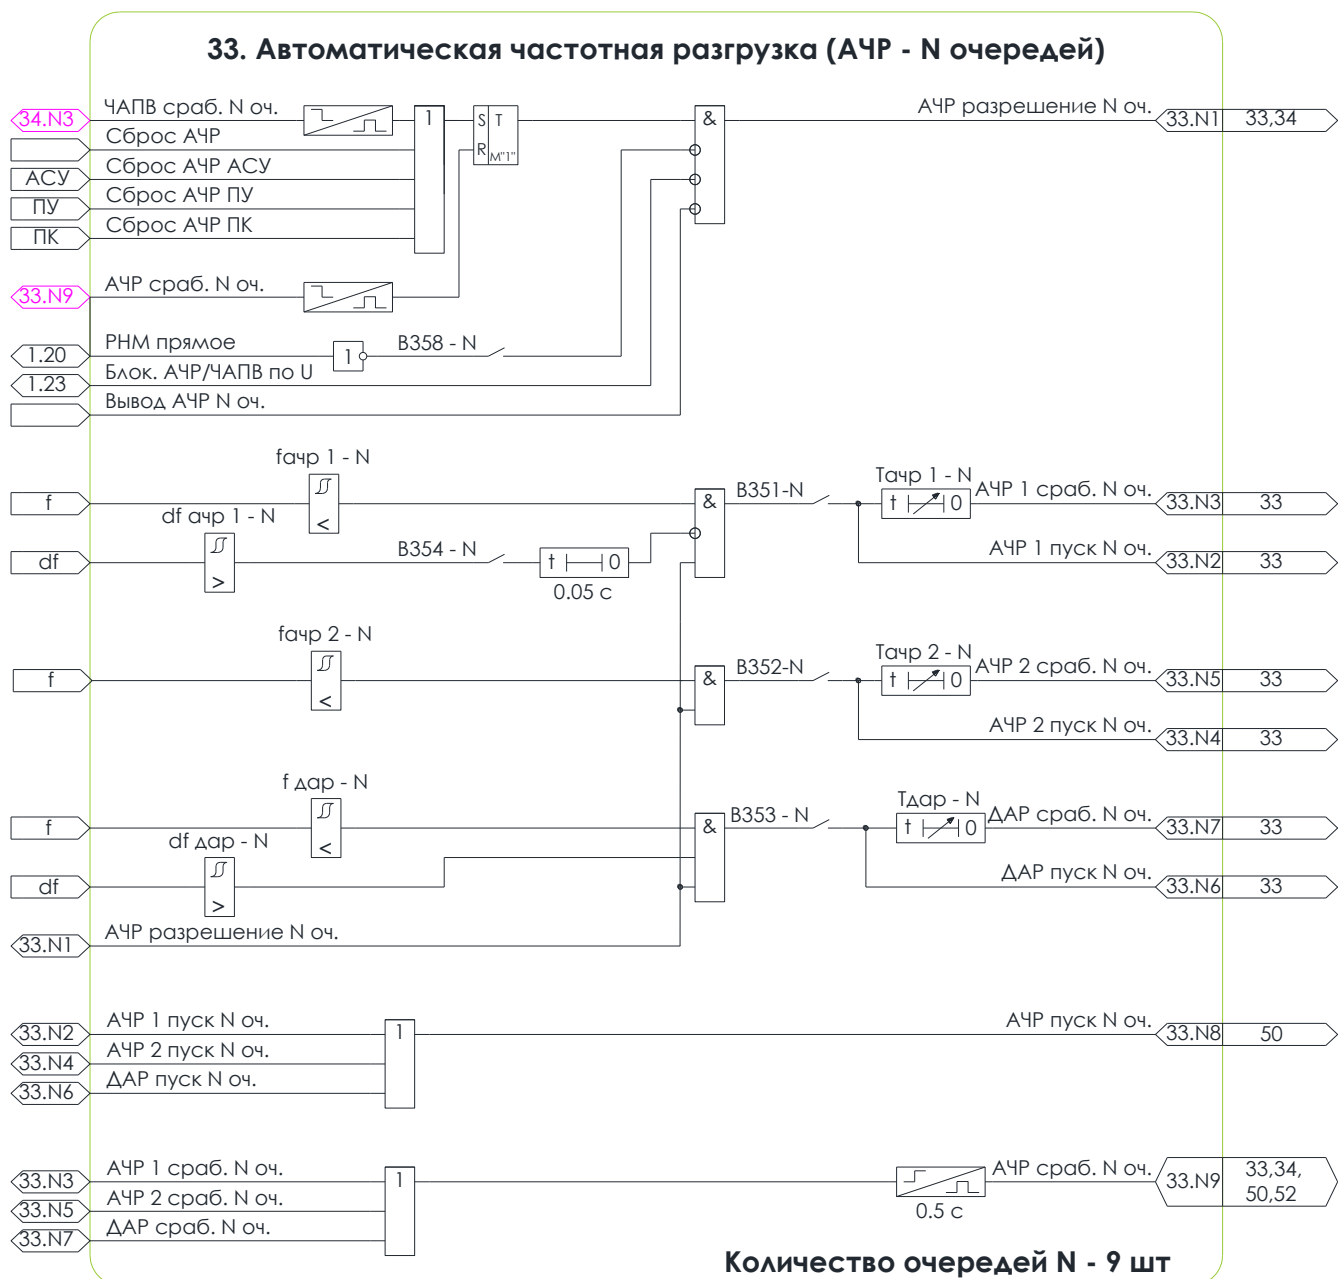 33. Автоматическая частотная разгрузка (АЧР - N очередей)
34.N3 ЧАПВ сраб. N оч. 1 S T & АЧР разрешение N оч. 33.N1 33,34
Сброс АЧР R M"1"
АСУ Сброс АЧР АСУ
ПУ Сброс АЧР ПУ
ПК Сброс АЧР ПК
33.N9 АЧР сраб. N оч.
1.20 РНМ прямое 1 В358 - N
1.23 Блок. АЧР/ЧАПВ по U
Вывод АЧР N оч.
fачр 1 - N
f < & В351-N Тачр 1 - N t 0 АЧР 1 сраб. N оч. 33.N3 33
df ачр 1 - N
df > В354 - N t 0 АЧР 1 пуск N оч. 33.N2 33
0.05 с
fачр 2 - N
f < & В352-N Тачр 2 - N t 0 АЧР 2 сраб. N оч. 33.N5 33
АЧР 2 пуск N оч. 33.N4 33
f дар - N
f < & В353 - N Тдар - N t 0 ДАР сраб. N оч. 33.N7 33
df дар - N
df > ДАР пуск N оч. 33.N6 33
33.N1 АЧР разрешение N оч.
33.N2 АЧР 1 пуск N оч. 1 АЧР пуск N оч. 33.N8 50
33.N4 АЧР 2 пуск N оч.
33.N6 ДАР пуск N оч.
33.N3 АЧР 1 сраб. N оч. 1 АЧР сраб. N оч. 33.N9 33,34,
50,52
33.N5 АЧР 2 сраб. N оч. 0.5 с
33.N7 ДАР сраб. N оч.
Количество очередей N - 9 шт